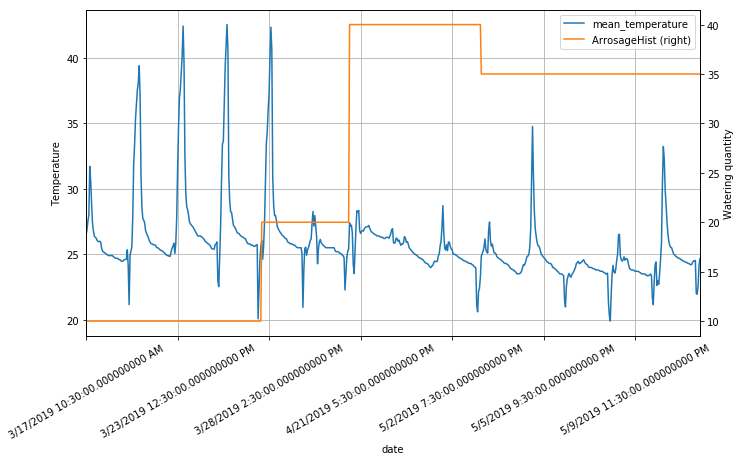 mean_temperature
ArrosageHist (right)
40
35
30
25
20
Temperature
40
35
30
25
20
15
10
Watering quantity
3/17/2019 10:30:00.000000000 AM
3/23/2019 12:30:00.000000000 PM
3/28/2019 2:30:00.000000000 PM
4/21/2019 5:30:00.000000000 PM
5/2/2019 7:30:00.000000000 PM
5/5/2019 9:30:00.000000000 PM
5/9/2019 11:30:00.000000000 PM
date